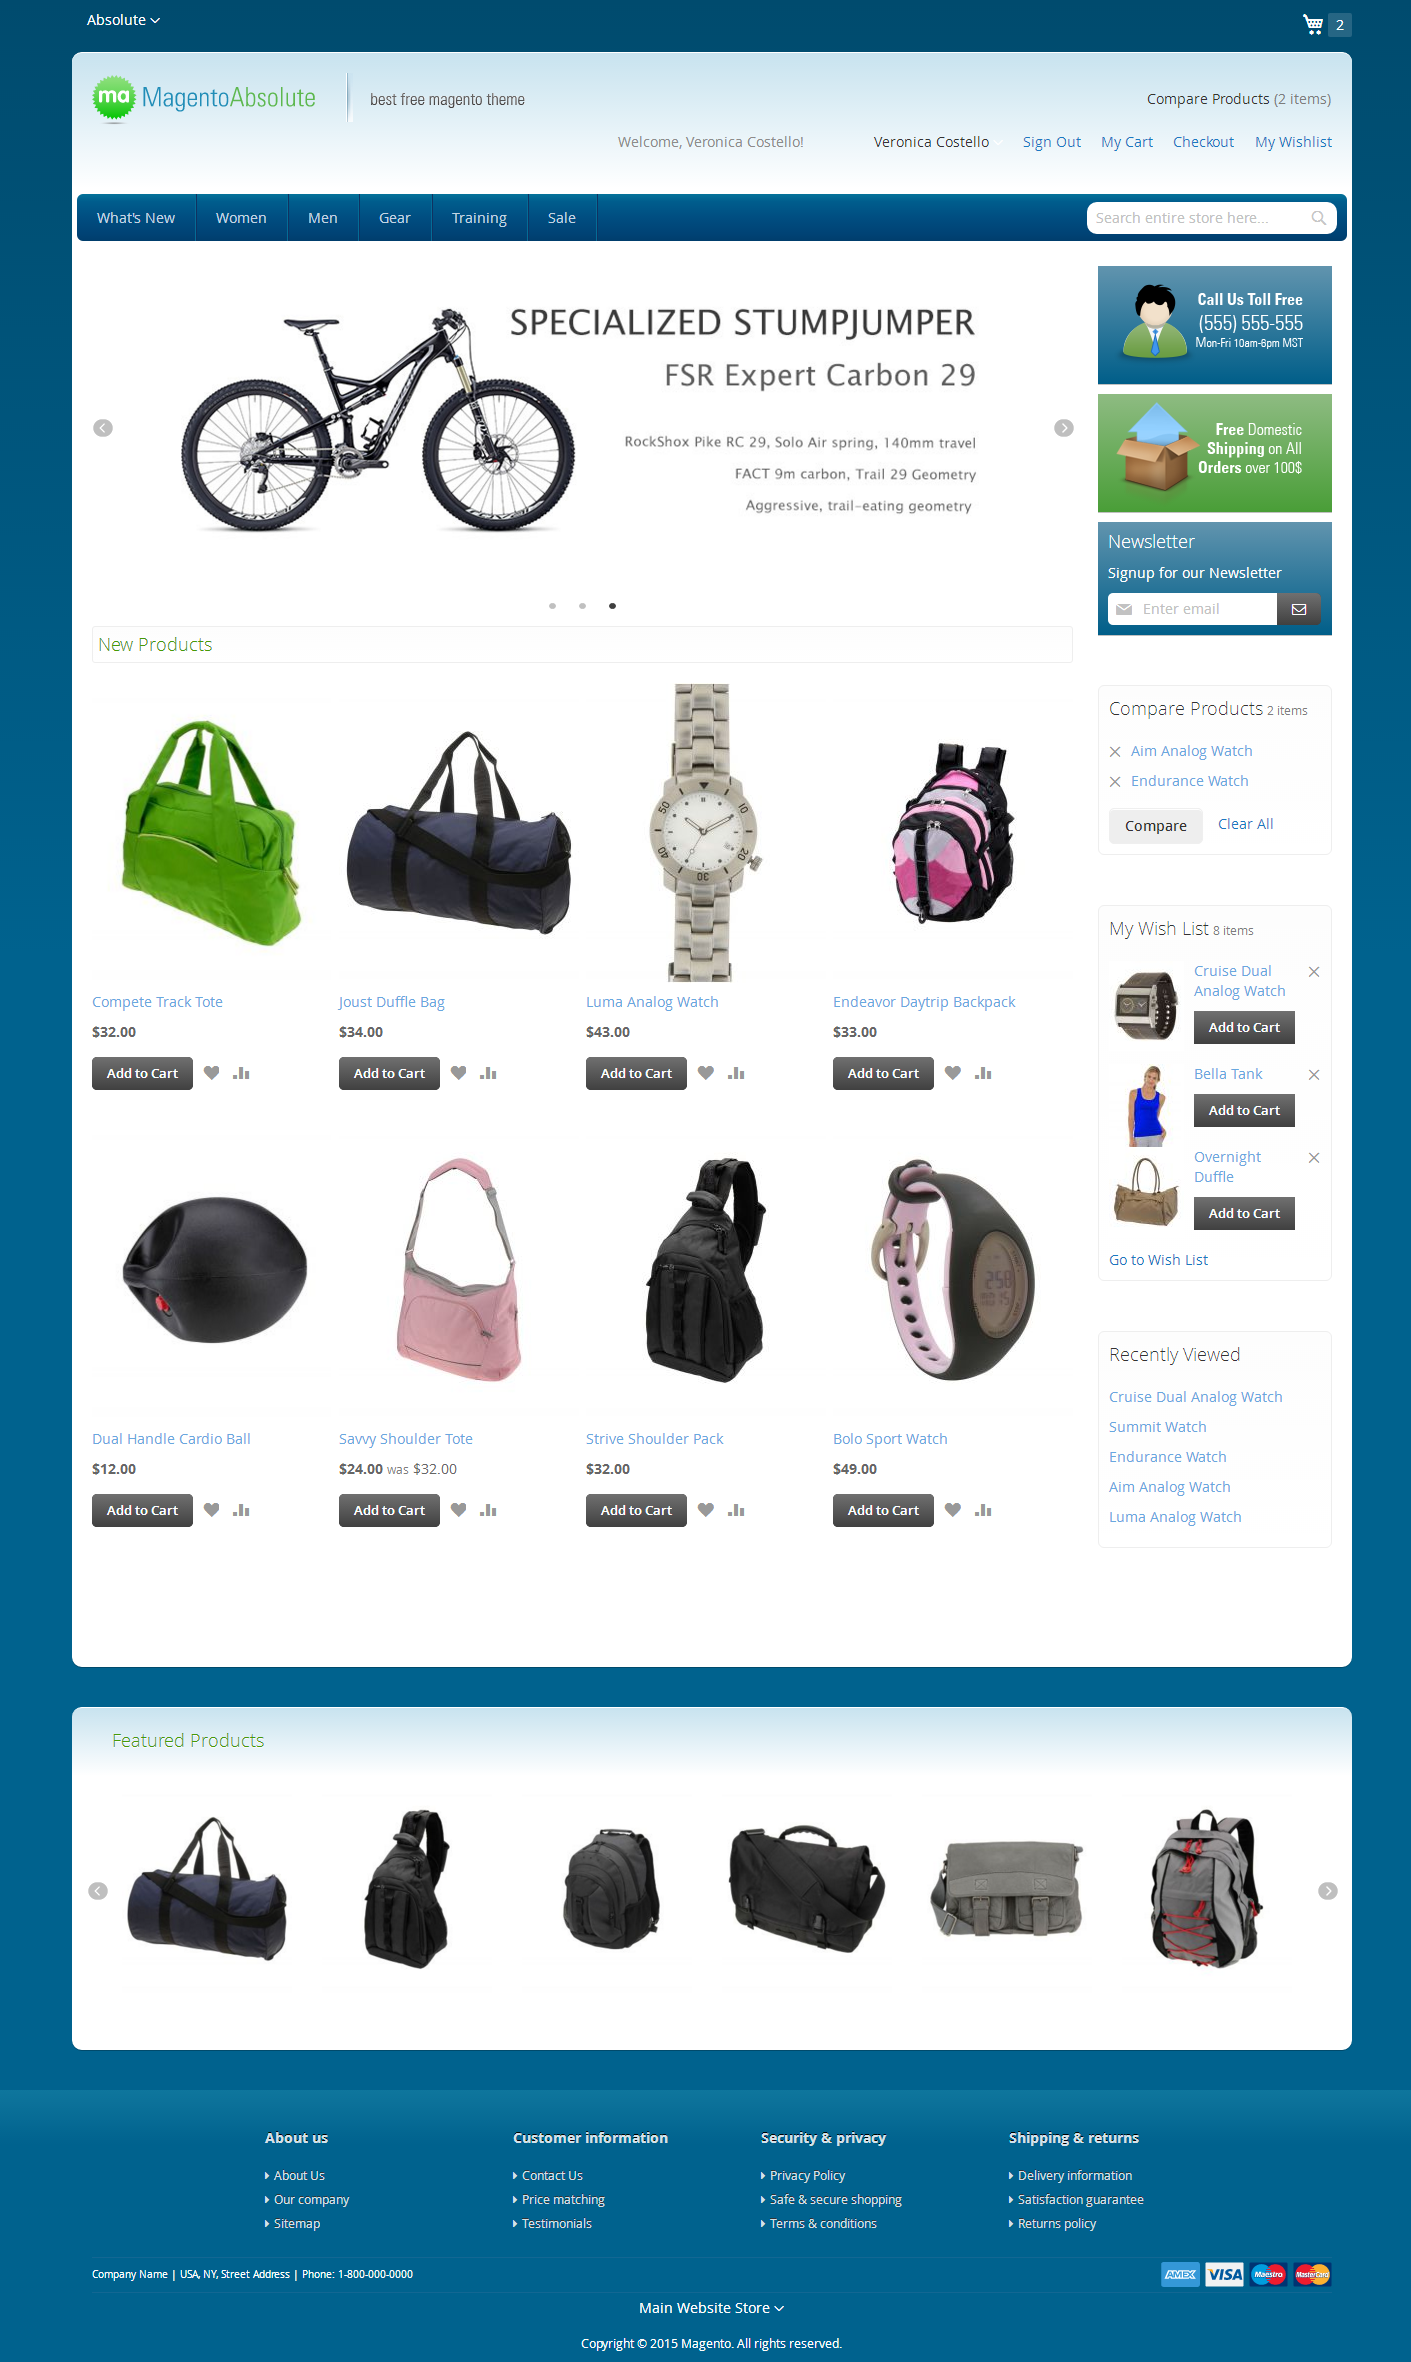 Absolute
2
ma MagentoAbsolute
best free magento theme
Compare Products (2 items)
Welcome, Veronica Costello!
Veronica Costello
Sign Out
My Cart
Checkout
My Wishlist
What's New
Women
Men
Gear
Training
Sale
Search entire store here...
SPECIALIZED STUMPJUMPER
FSR Expert Carbon 29
RockShox Pike RC 29, Solo Air spring, 140mm travel
FACT 9m carbon, Trail 29 Geometry
Aggressive, trail-eating geometry
Call Us Toll Free
(555) 555-555
Mon-Fri 10am-6pm MST
Free Domestic
Shipping on All
Orders over 100$
Newsletter
Signup for our Newsletter
Enter email
New Products
Compete Track Tote
$32.00
Add to Cart
Joust Duffle Bag
$34.00
Add to Cart
Luma Analog Watch
$43.00
Add to Cart
Endeavor Daytrip Backpack
$33.00
Add to Cart
Dual Handle Cardio Ball
$12.00
Add to Cart
Savvy Shoulder Tote
$24.00 was $32.00
Add to Cart
Strive Shoulder Pack
$32.00
Add to Cart
Bolo Sport Watch
$49.00
Add to Cart
Compare Products 2 items
Aim Analog Watch
Endurance Watch
Compare
Clear All
My Wish List 8 items
Cruise Dual
Analog Watch
Add to Cart
Bella Tank
Add to Cart
Overnight
Duffle
Add to Cart
Go to Wish List
Recently Viewed
Cruise Dual Analog Watch
Summit Watch
Endurance Watch
Aim Analog Watch
Luma Analog Watch
Featured Products
About us
About Us
Our company
Sitemap
Customer information
Contact Us
Price matching
Testimonials
Security & privacy
Privacy Policy
Safe & secure shopping
Terms & conditions
Shipping & returns
Delivery information
Satisfaction guarantee
Returns policy
Company Name | USA, NY, Street Address | Phone: 1-800-000-0000
AMEX
VISA
Maestro
MasterCard
Main Website Store
Copyright © 2015 Magento. All rights reserved.